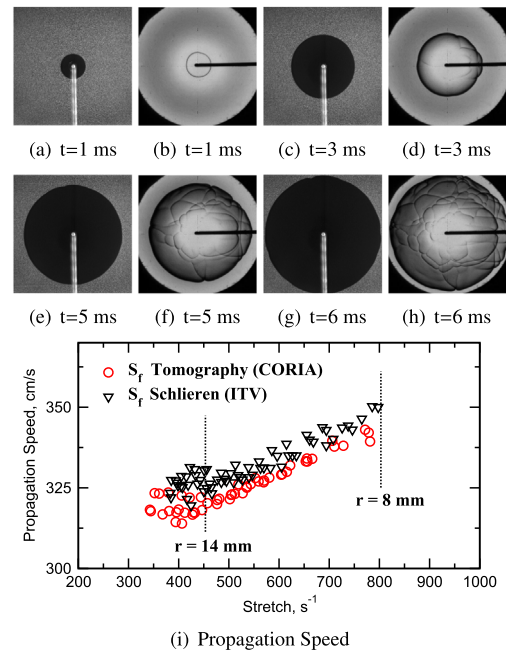 (a) t=1 ms (b) t=1 ms (c) t=3 ms (d) t=3 ms
(e) t=5 ms (f) t=5 ms (g) t=6 ms (h) t=6 ms
S_f Tomography (CORIA)
S_f Schlieren (ITV)
Propagation Speed, cm/s
350
325
300
r = 8 mm
r = 14 mm
200 300 400 500 600 700 800 900 1000
Stretch, s⁻¹
(i) Propagation Speed